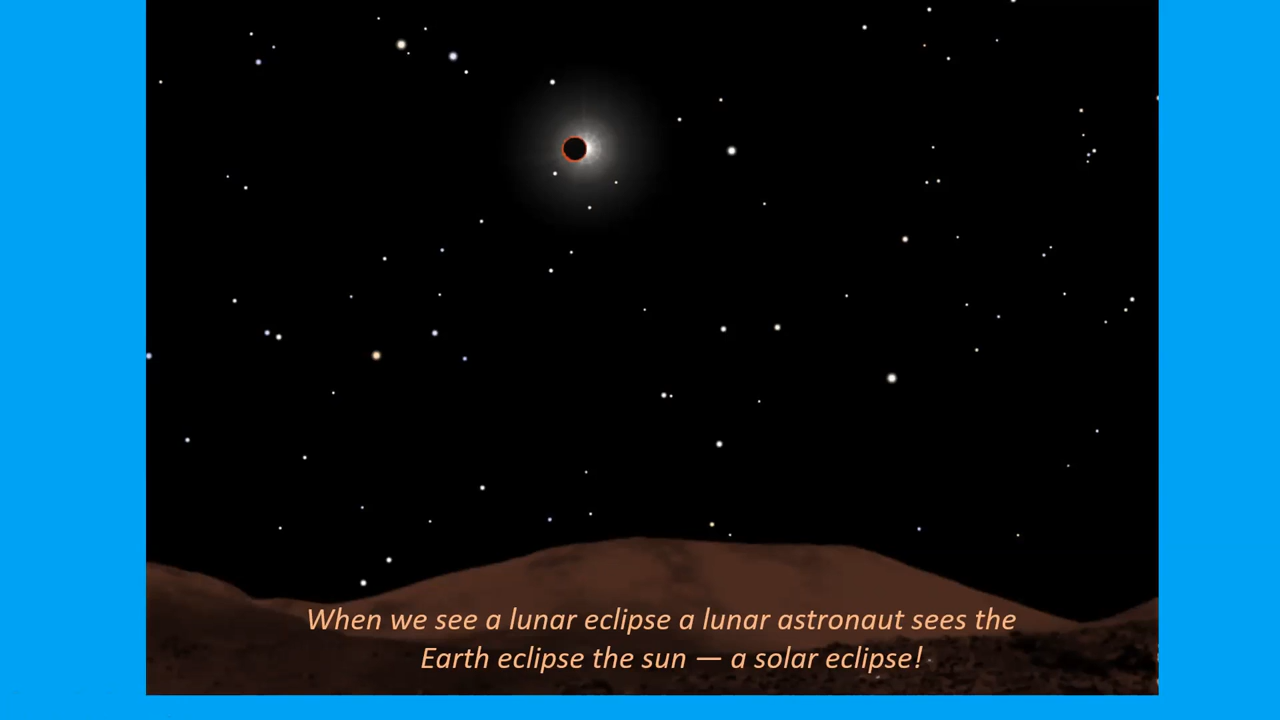 When we see a lunar eclipse a lunar astronaut sees the
Earth eclipse the sun — a solar eclipse!